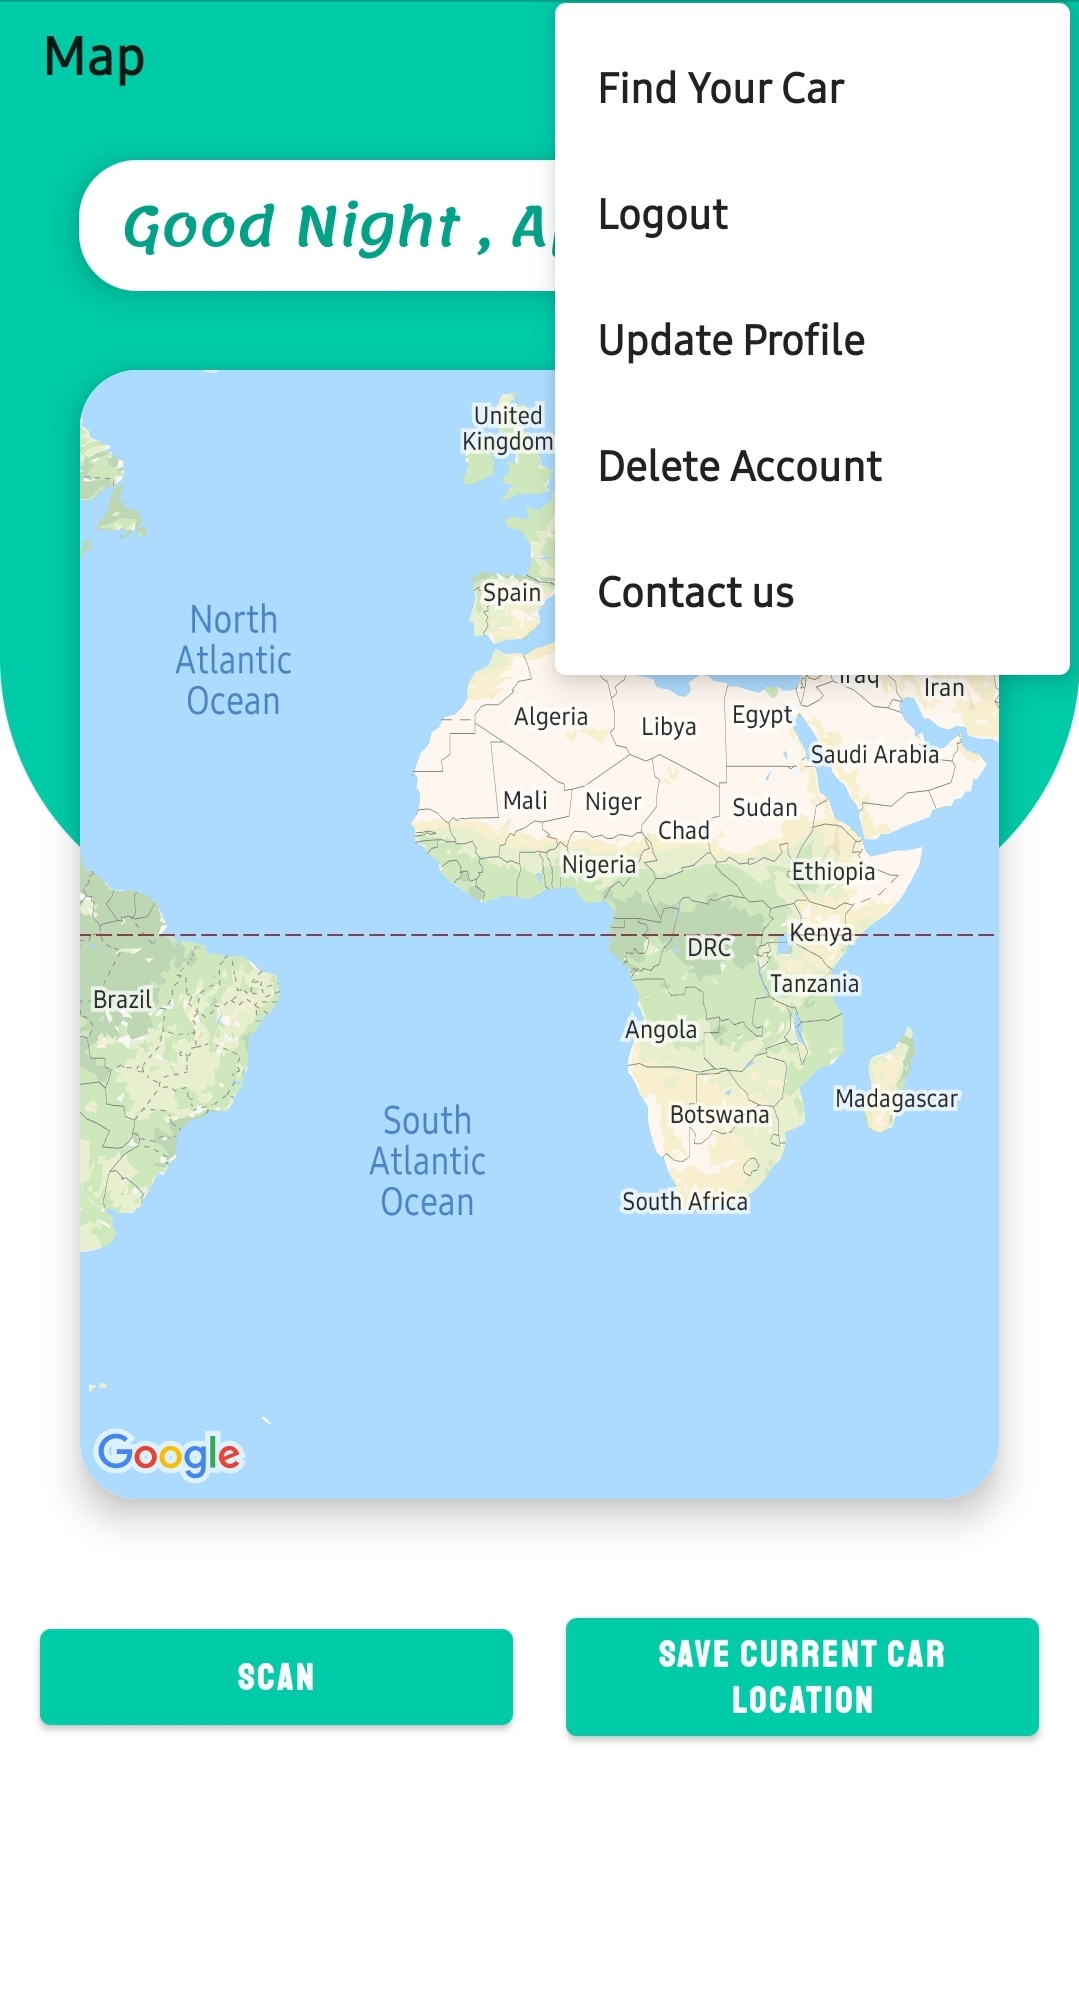 Map
Find Your Car
Logout
Update Profile
Delete Account
Contact us
Good Night ,
United
Kingdom
Spain
North
Atlantic
Ocean
Iraq
Iran
Algeria
Libya
Egypt
Saudi Arabia
Mali
Niger
Sudan
Chad
Nigeria
Ethiopia
Kenya
DRC
Tanzania
Brazil
Angola
Madagascar
Botswana
South
Atlantic
Ocean
South Africa
Google
SCAN
SAVE CURRENT CAR
LOCATION